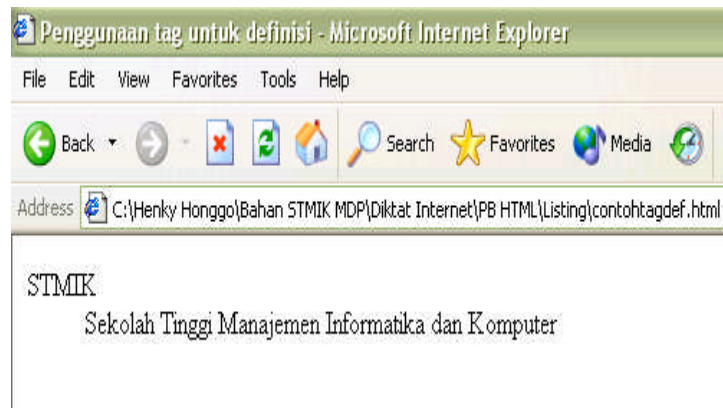 Penggunaan tag untuk definisi - Microsoft Internet Explorer
File Edit View Favorites Tools Help
Back Search Favorites Media
Address C:\Henky Honggo\Bahan STMIK MDP\Diktat Internet\PB HTML\Listing\contohtagdef.html
STMIK
Sekolah Tinggi Manajemen Informatika dan Komputer